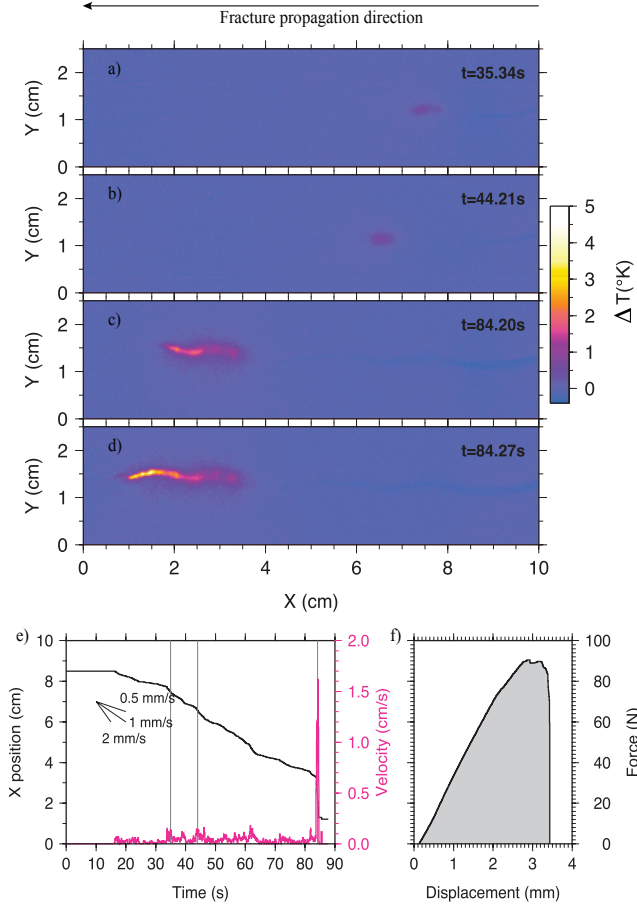 Fracture propagation direction
a)
t=35.34s
Y (cm)
2
1
0
b)
t=44.21s
Y (cm)
2
1
0
c)
t=84.20s
Y (cm)
2
1
0
d)
t=84.27s
Y (cm)
2
1
0
0 2 4 6 8 10
X (cm)
5
4
3
2
1
0
Δ T(°K)
e)
X position (cm)
10
8
6
4
2
0
0.5 mm/s
1 mm/s
2 mm/s
2.0
1.5
1.0
0.5
0.0
Velocity (cm/s)
0 10 20 30 40 50 60 70 80 90
Time (s)
f)
100
80
60
40
20
0
Force (N)
0 1 2 3 4
Displacement (mm)